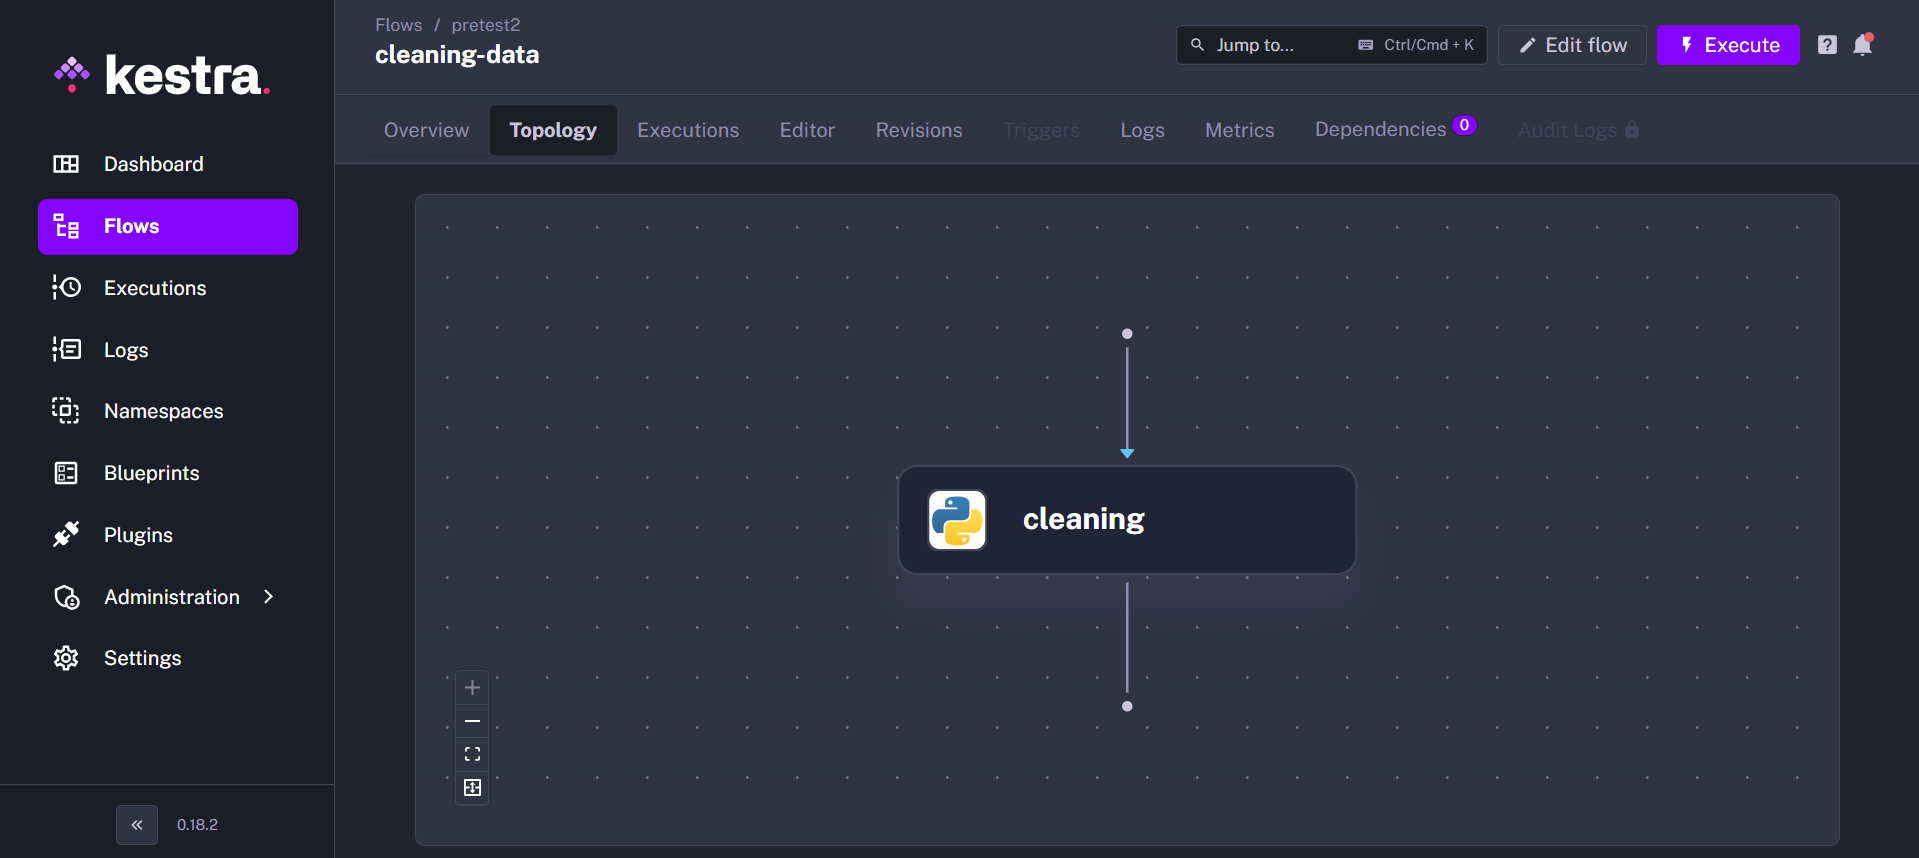 kestra.
Dashboard
Flows
Executions
Logs
Namespaces
Blueprints
Plugins
Administration
Settings
0.18.2
Flows / pretest2
cleaning-data
Jump to... Ctrl/Cmd + K
Edit flow
Execute
Overview Topology Executions Editor Revisions Triggers Logs Metrics Dependencies 0 Audit Logs
cleaning